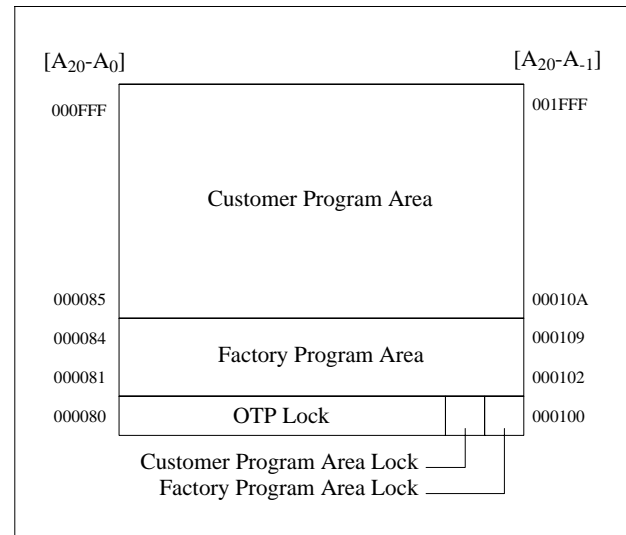 [A20-A0] [A20-A-1]
000FFF 001FFF
Customer Program Area
000085 00010A
000084 000109
Factory Program Area
000081 000102
000080 OTP Lock 000100
Customer Program Area Lock
Factory Program Area Lock